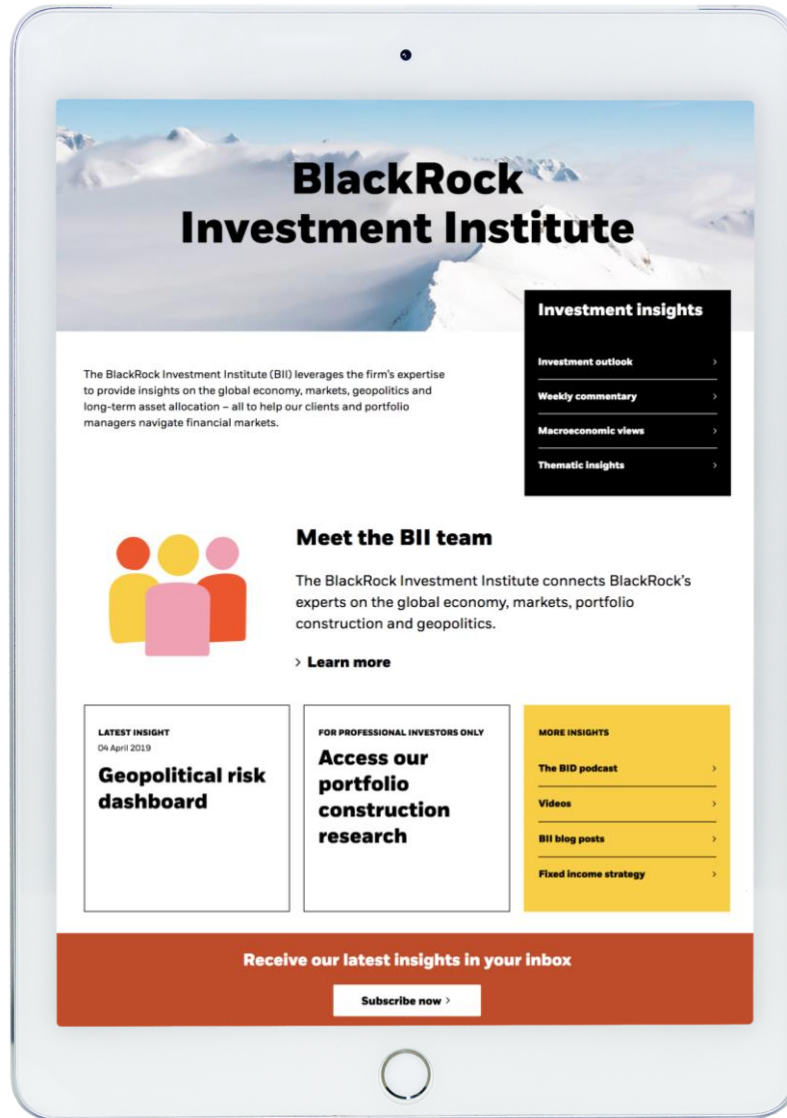 BlackRock
Investment Institute
The BlackRock Investment Institute (BII) leverages the firm's expertise
to provide insights on the global economy, markets, geopolitics and
long-term asset allocation – all to help our clients and portfolio
managers navigate financial markets.
Investment insights
Investment outlook
Weekly commentary
Macroeconomic views
Thematic insights
Meet the BII team
The BlackRock Investment Institute connects BlackRock's
experts on the global economy, markets, portfolio
construction and geopolitics.
> Learn more
LATEST INSIGHT
04 April 2019
Geopolitical risk
dashboard
FOR PROFESSIONAL INVESTORS ONLY
Access our
portfolio
construction
research
MORE INSIGHTS
The BID podcast
Videos
BII blog posts
Fixed income strategy
Receive our latest insights in your inbox
Subscribe now >